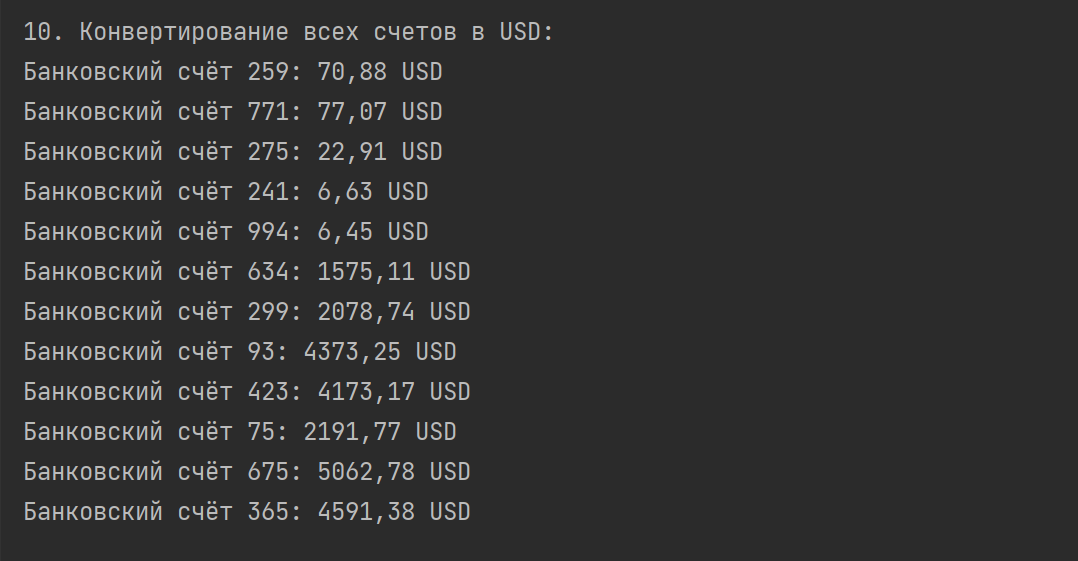 10. Конвертирование всех счетов в USD:
Банковский счёт 259: 70,88 USD
Банковский счёт 771: 77,07 USD
Банковский счёт 275: 22,91 USD
Банковский счёт 241: 6,63 USD
Банковский счёт 994: 6,45 USD
Банковский счёт 634: 1575,11 USD
Банковский счёт 299: 2078,74 USD
Банковский счёт 93: 4373,25 USD
Банковский счёт 423: 4173,17 USD
Банковский счёт 75: 2191,77 USD
Банковский счёт 675: 5062,78 USD
Банковский счёт 365: 4591,38 USD